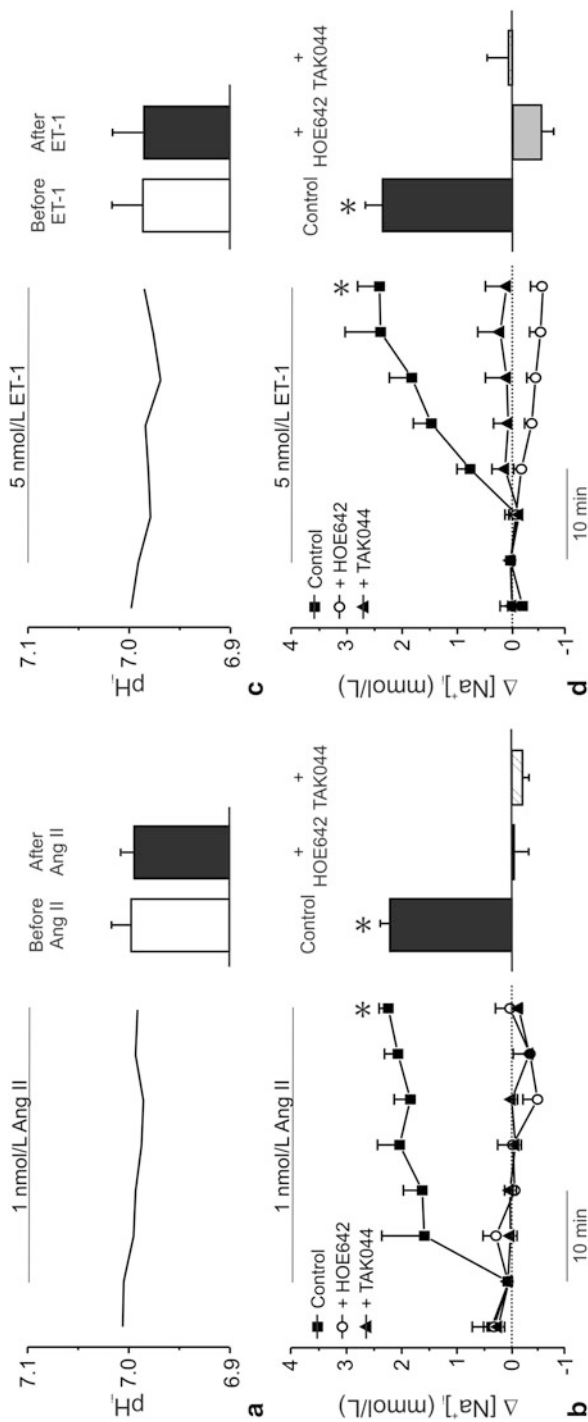 1 nmol/L Ang II
7.1
7.0
6.9
pHᵢ
Before
Ang II
After
Ang II
a
1 nmol/L Ang II
Control
+ HOE642
+ TAK044
4
3
2
1
0
-1
Δ [Na⁺]ᵢ (mmol/L)
*
10 min
Control
+
HOE642
+
TAK044
*
b
5 nmol/L ET-1
7.1
7.0
6.9
pHᵢ
Before
ET-1
After
ET-1
c
5 nmol/L ET-1
Control
+ HOE642
+ TAK044
4
3
2
1
0
-1
Δ [Na⁺]ᵢ (mmol/L)
*
10 min
Control
+
HOE642
+
TAK044
*
d